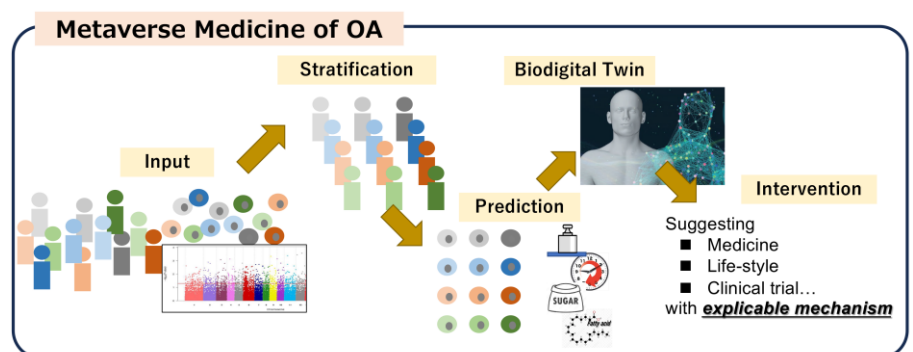 Metaverse Medicine of OA
Stratification
Biodigital Twin
Input
Prediction
Intervention
Suggesting
■ Medicine
■ Life-style
■ Clinical trial…
with explicable mechanism
SUGAR
Fatty acid